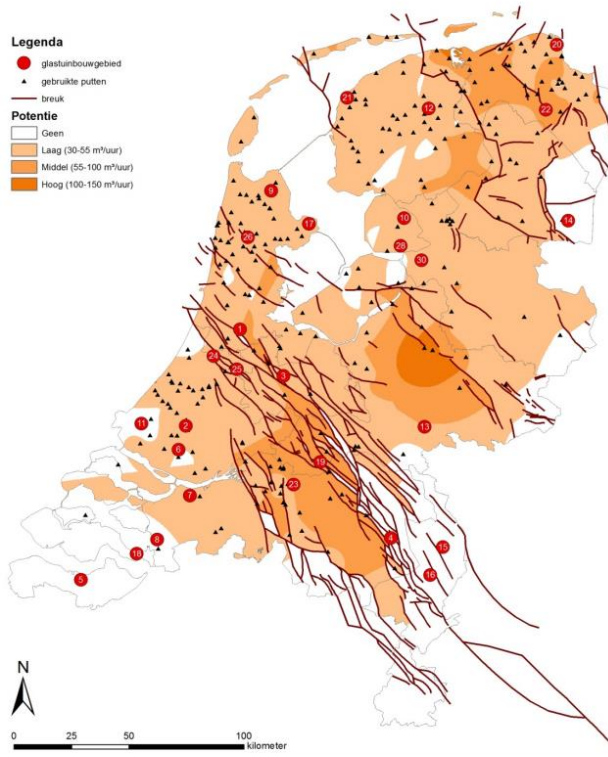 Legenda
glastuinbouwgebied
gebruikte putten
breuk
Potentie
Geen
Laag (30-55 m³/uur)
Middel (55-100 m³/uur)
Hoog (100-150 m³/uur)
20
21
12
22
9
17
10
14
26
28
30
1
24
25
3
11
2
13
6
19
23
7
4
8
15
18
16
5
N
0 25 50 100
kilometer